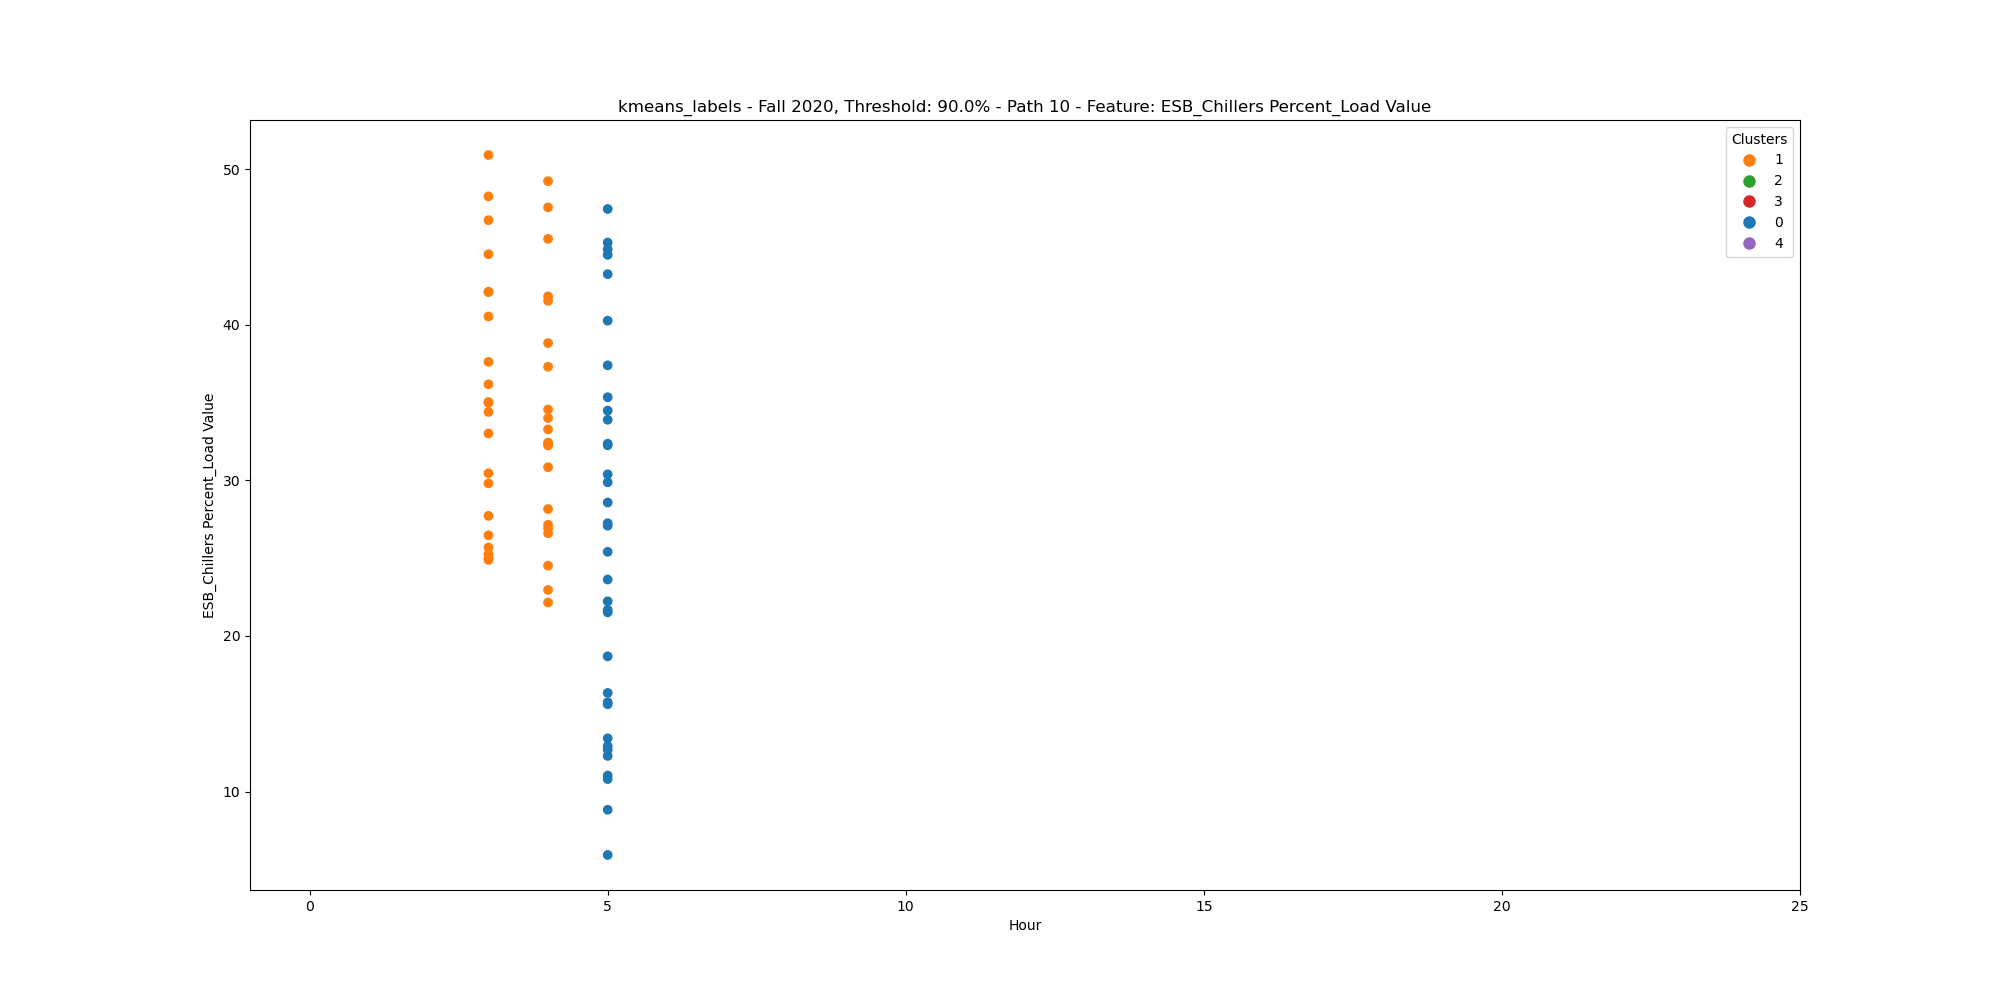 kmeans_labels - Fall 2020, Threshold: 90.0% - Path 10 - Feature: ESB_Chillers Percent_Load Value
Clusters
1
2
3
0
4
50
40
30
20
10
ESB_Chillers Percent_Load Value
0 5 10 15 20 25
Hour